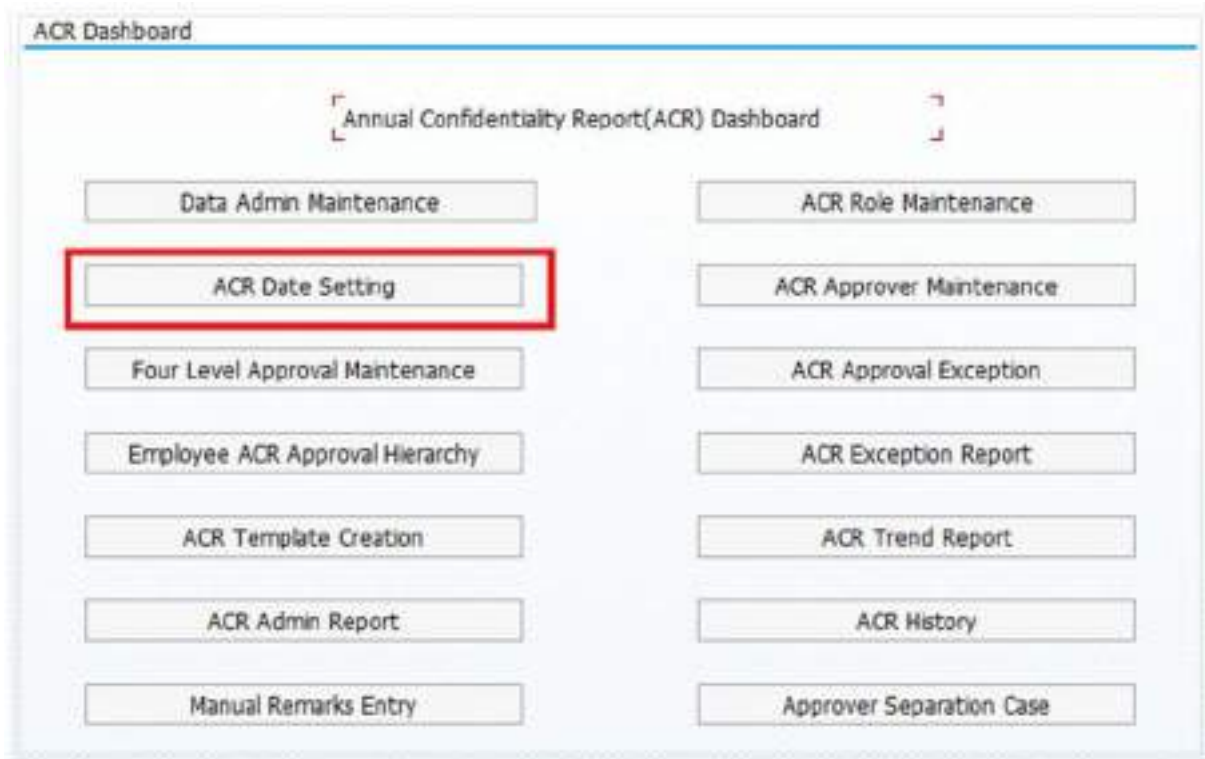 ACR Dashboard
Annual Confidentiality Report(ACR) Dashboard
Data Admin Maintenance
ACR Role Maintenance
ACR Date Setting
ACR Approver Maintenance
Four Level Approval Maintenance
ACR Approval Exception
Employee ACR Approval Hierarchy
ACR Exception Report
ACR Template Creation
ACR Trend Report
ACR Admin Report
ACR History
Manual Remarks Entry
Approver Separation Case